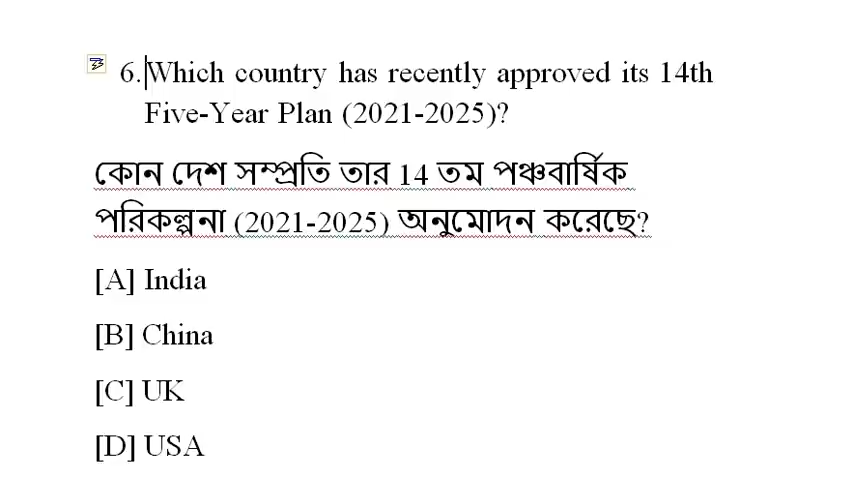 6. Which country has recently approved its 14th
Five-Year Plan (2021-2025)?
কোন দেশ সম্প্রতি তার 14 তম পঞ্চবার্ষিক
পরিকল্পনা (2021-2025) অনুমোদন করেছে?
[A] India
[B] China
[C] UK
[D] USA